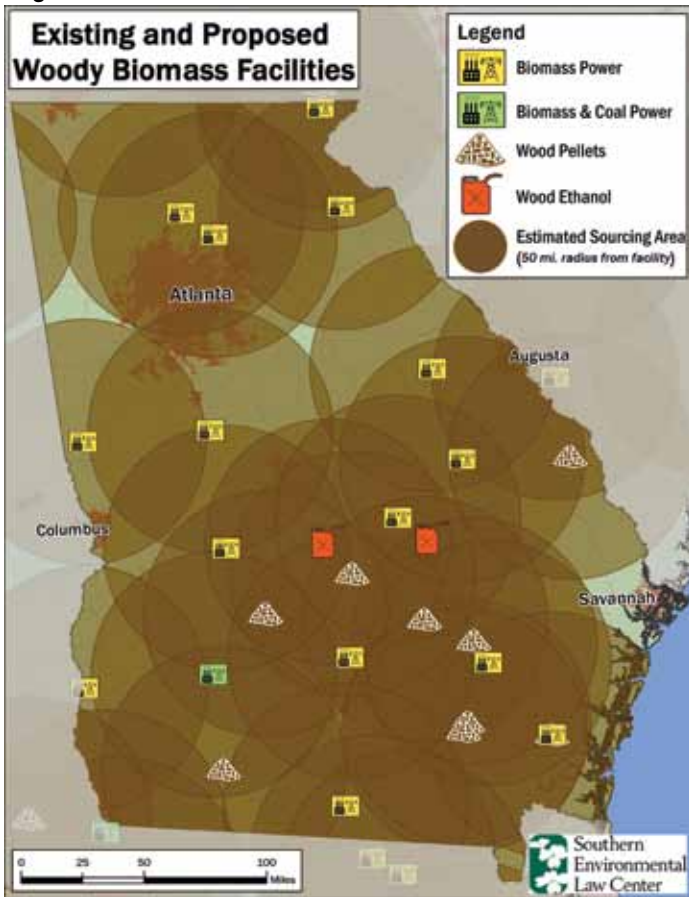 Existing and Proposed
Woody Biomass Facilities
Legend
Biomass Power
Biomass & Coal Power
Wood Pellets
Wood Ethanol
Estimated Sourcing Area
(50 mi. radius from facility)
Atlanta
Augusta
Columbus
Savannah
0 25 50 100
Miles
Southern
Environmental
Law Center